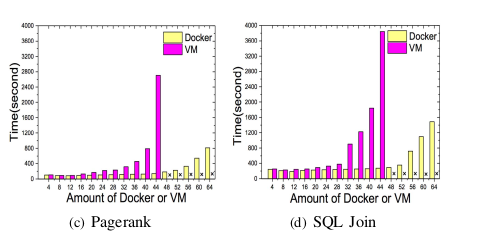 4000
3600
3200
2800
2400
2000
1600
1200
800
400
0
Time(second)
Docker
VM
4 8 12 16 20 24 28 32 36 40 44 48 52 56 60 64
x x x x x
Amount of Docker or VM
(c) Pagerank
4000
3600
3200
2800
2400
2000
1600
1200
800
400
0
Time(second)
Docker
VM
4 8 12 16 20 24 28 32 36 40 44 48 52 56 60 64
x x x x x
Amount of Docker or VM
(d) SQL Join